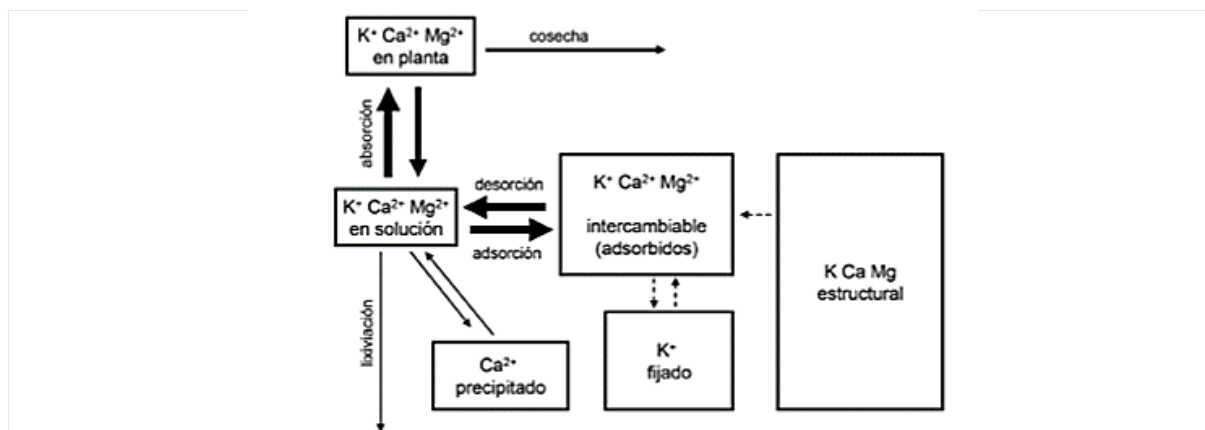 K⁺ Ca²⁺ Mg²⁺
en planta
cosecha
absorción
desorción
K⁺ Ca²⁺ Mg²⁺
en solución
adsorción
K⁺ Ca²⁺ Mg²⁺
intercambiable
(adsorbidos)
K Ca Mg
estructural
lixiviación
Ca²⁺
precipitado
K⁺
fijado